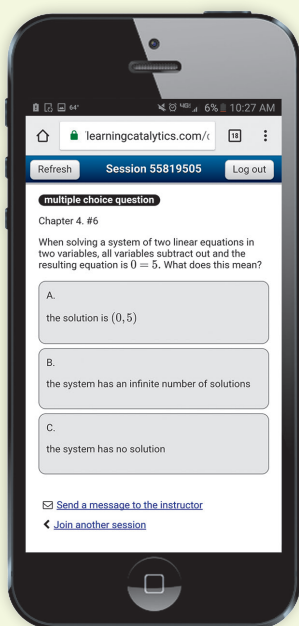 64° 4G 6% 10:27 AM
learningcatalytics.com/ 18
Refresh Session 55819505 Log out
multiple choice question
Chapter 4. #6
When solving a system of two linear equations in
two variables, all variables subtract out and the
resulting equation is 0 = 5. What does this mean?
A.
the solution is (0, 5)
B.
the system has an infinite number of solutions
C.
the system has no solution
Send a message to the instructor
Join another session